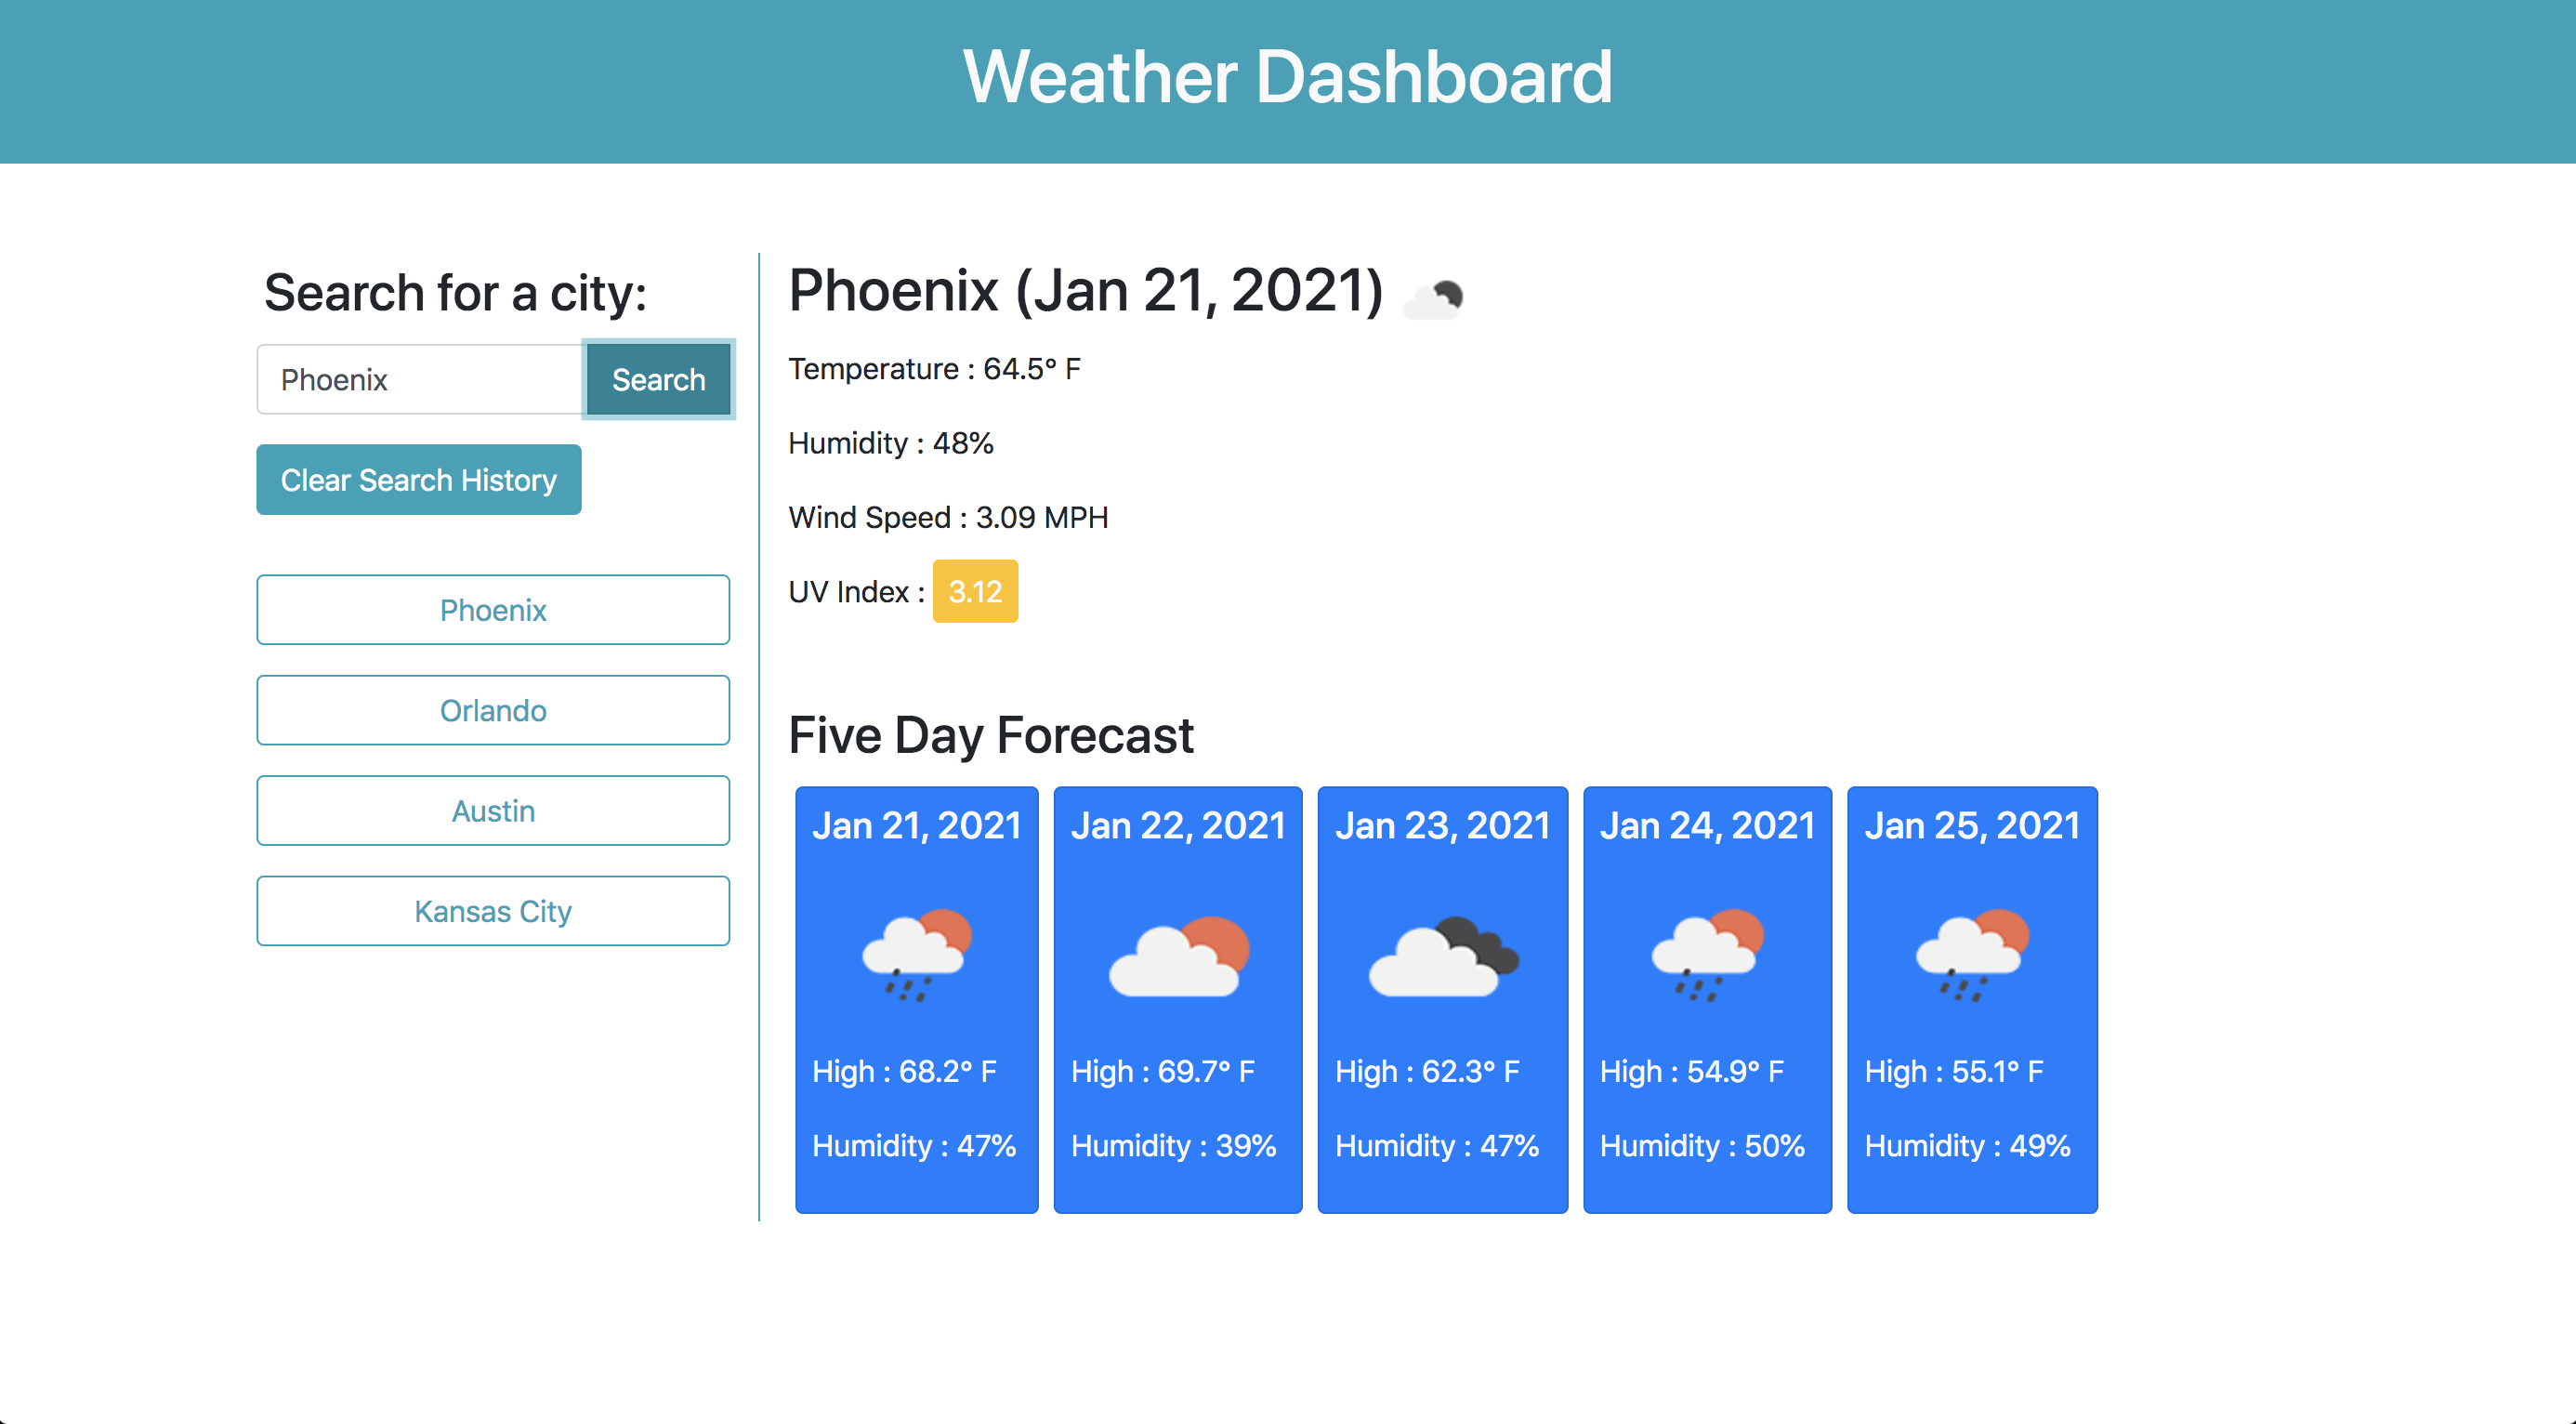 Weather Dashboard
Search for a city:
Phoenix
Search
Clear Search History
Phoenix
Orlando
Austin
Kansas City
Phoenix (Jan 21, 2021)
Temperature : 64.5° F
Humidity : 48%
Wind Speed : 3.09 MPH
UV Index : 3.12
Five Day Forecast
Jan 21, 2021
High : 68.2° F
Humidity : 47%
Jan 22, 2021
High : 69.7° F
Humidity : 39%
Jan 23, 2021
High : 62.3° F
Humidity : 47%
Jan 24, 2021
High : 54.9° F
Humidity : 50%
Jan 25, 2021
High : 55.1° F
Humidity : 49%